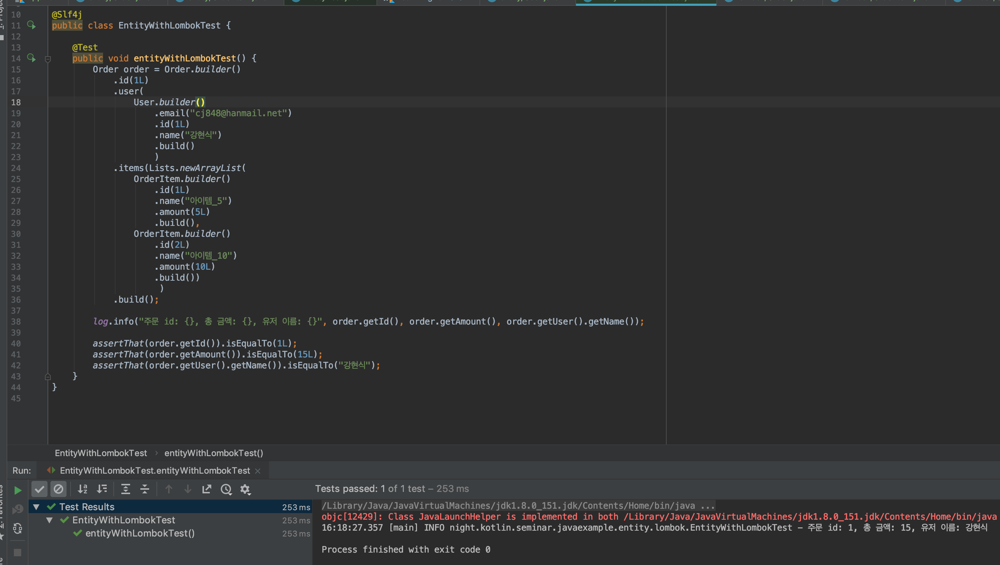 10 @Slf4j
11 public class EntityWithLombokTest {
12
13 @Test
14 public void entityWithLombokTest() {
15 Order order = Order.builder()
16 .id(1L)
17 .user(
18 User.builder()
19 .email("cj848@hanmail.net")
20 .id(1L)
21 .name("강현식")
22 .build()
23 )
24 .items(Lists.newArrayList(
25 OrderItem.builder()
26 .id(1L)
27 .name("아이템_5")
28 .amount(5L)
29 .build(),
30 OrderItem.builder()
31 .id(2L)
32 .name("아이템_10")
33 .amount(10L)
34 .build())
35 )
36 .build();
37
38 log.info("주문 id: {}, 총 금액: {}, 유저 이름: {}", order.getId(), order.getAmount(), order.getUser().getName());
39
40 assertThat(order.getId()).isEqualTo(1L);
41 assertThat(order.getAmount()).isEqualTo(15L);
42 assertThat(order.getUser().getName()).isEqualTo("강현식");
43 }
44 }
45
EntityWithLombokTest › entityWithLombokTest()
Run: EntityWithLombokTest.entityWithLombokTest
Tests passed: 1 of 1 test – 253 ms
Test Results 253 ms
EntityWithLombokTest 253 ms
entityWithLombokTest() 253 ms
/Library/Java/JavaVirtualMachines/jdk1.8.0_151.jdk/Contents/Home/bin/java ...
objc[12429]: Class JavaLaunchHelper is implemented in both /Library/Java/JavaVirtualMachines/jdk1.8.0_151.jdk/Contents/Home/bin/java
16:18:27.357 [main] INFO night.kotlin.seminar.javaexample.entity.lombok.EntityWithLombokTest - 주문 id: 1, 총 금액: 15, 유저 이름: 강현식
Process finished with exit code 0
2: Favorites